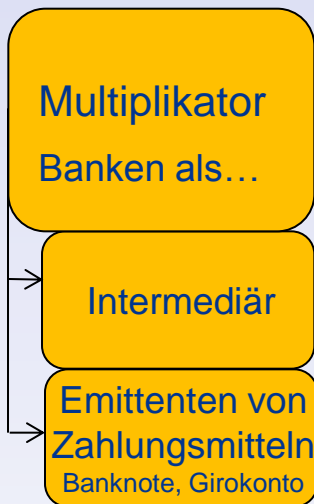 Multiplikator
Banken als…
Intermediär
Emittenten von
Zahlungsmitteln
Banknote, Girokonto